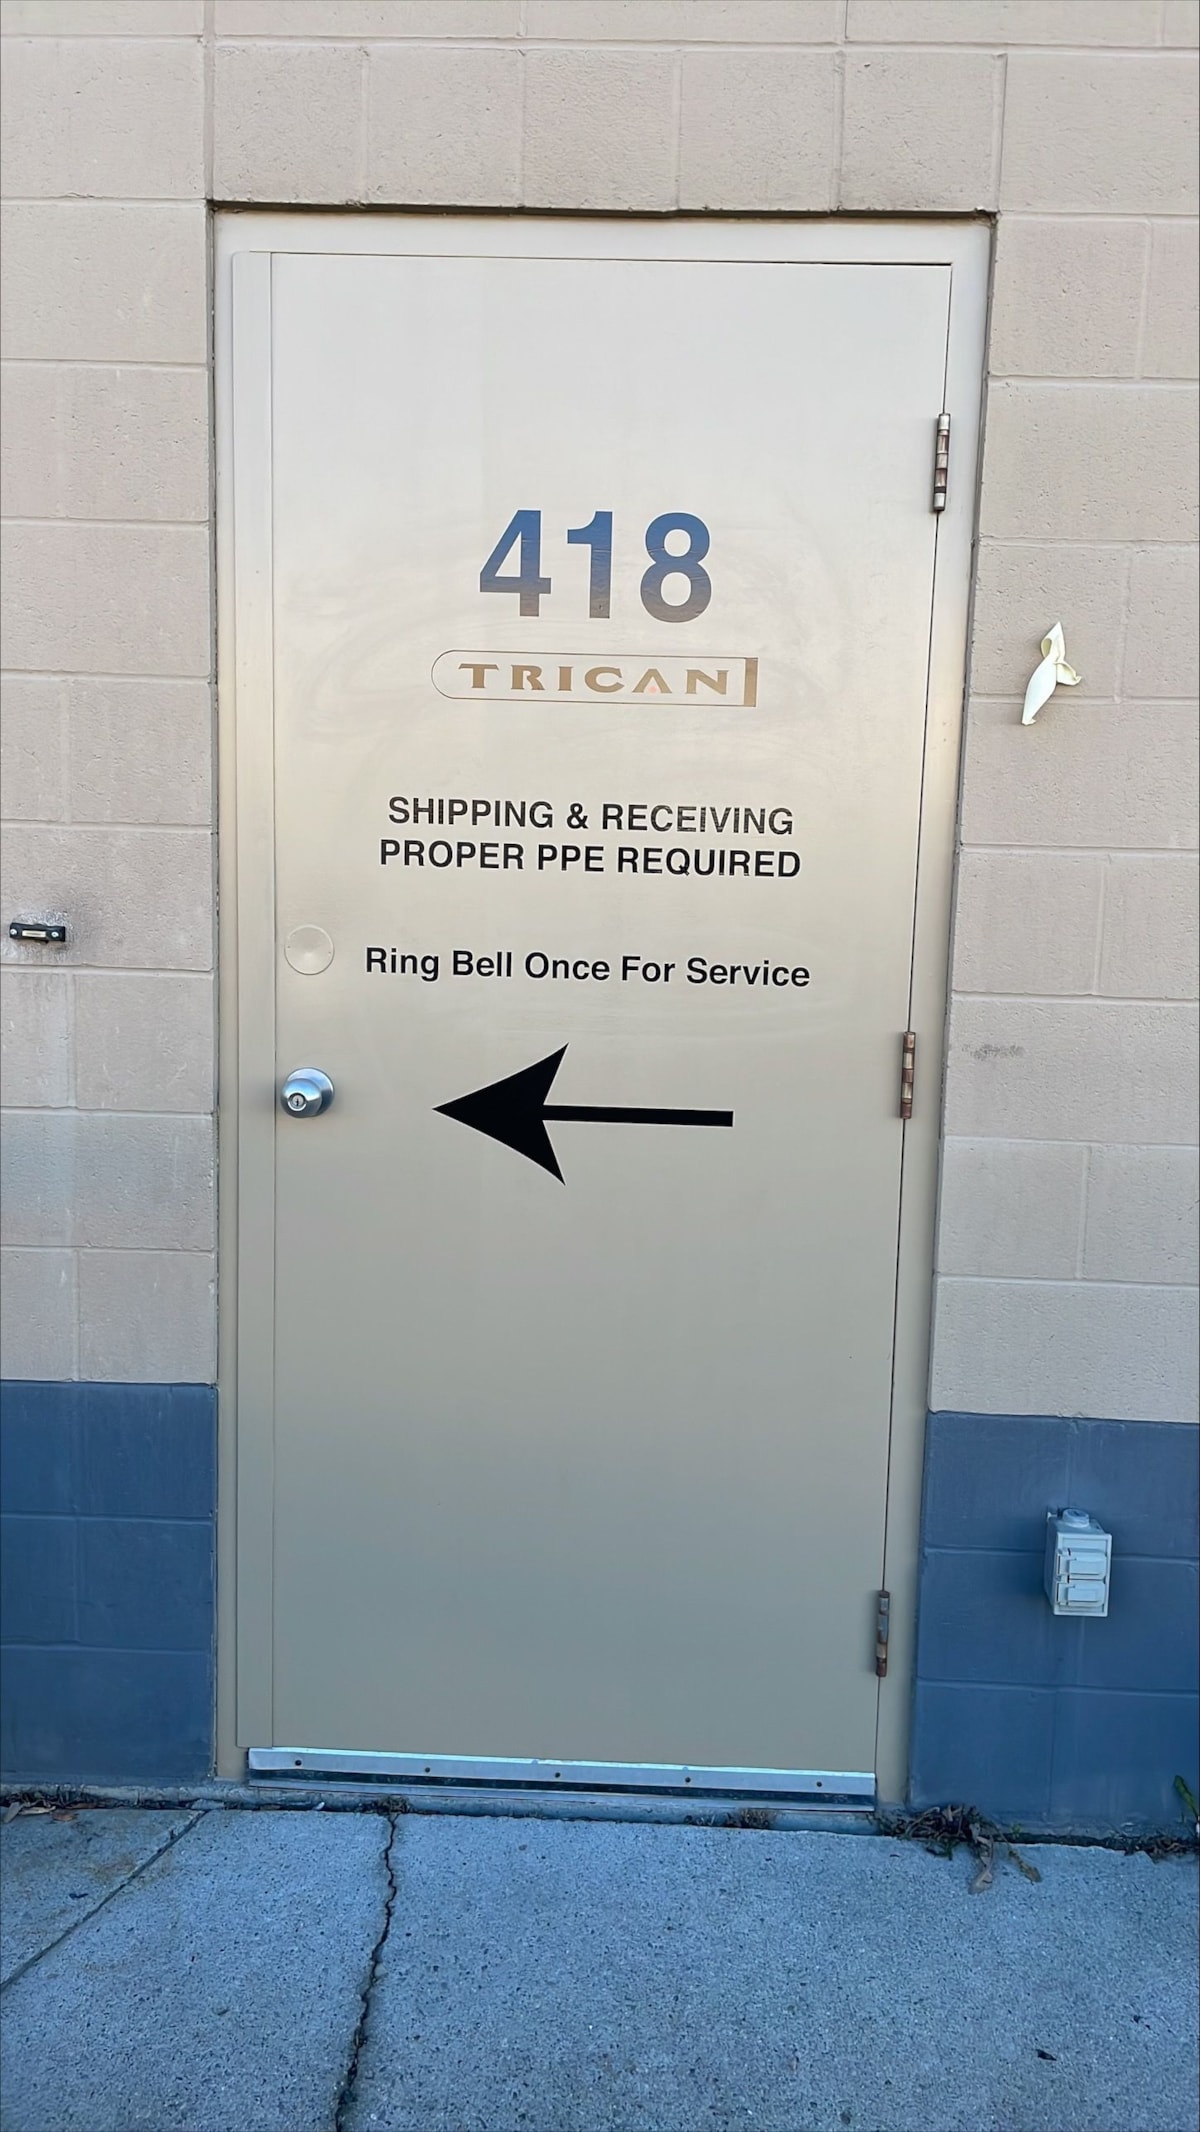 418
TRICAN
SHIPPING & RECEIVING
PROPER PPE REQUIRED
Ring Bell Once For Service